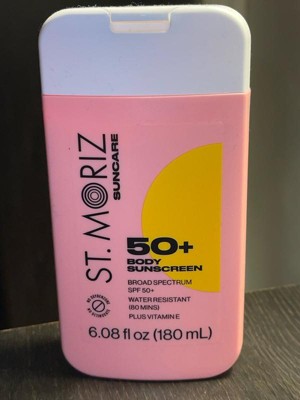 ST. MORIZ
SUNCARE
50+
BODY
SUNSCREEN
BROAD SPECTRUM
SPF 50+
WATER RESISTANT
(80 MINS)
PLUS VITAMIN E
6.08 fl oz (180 mL)